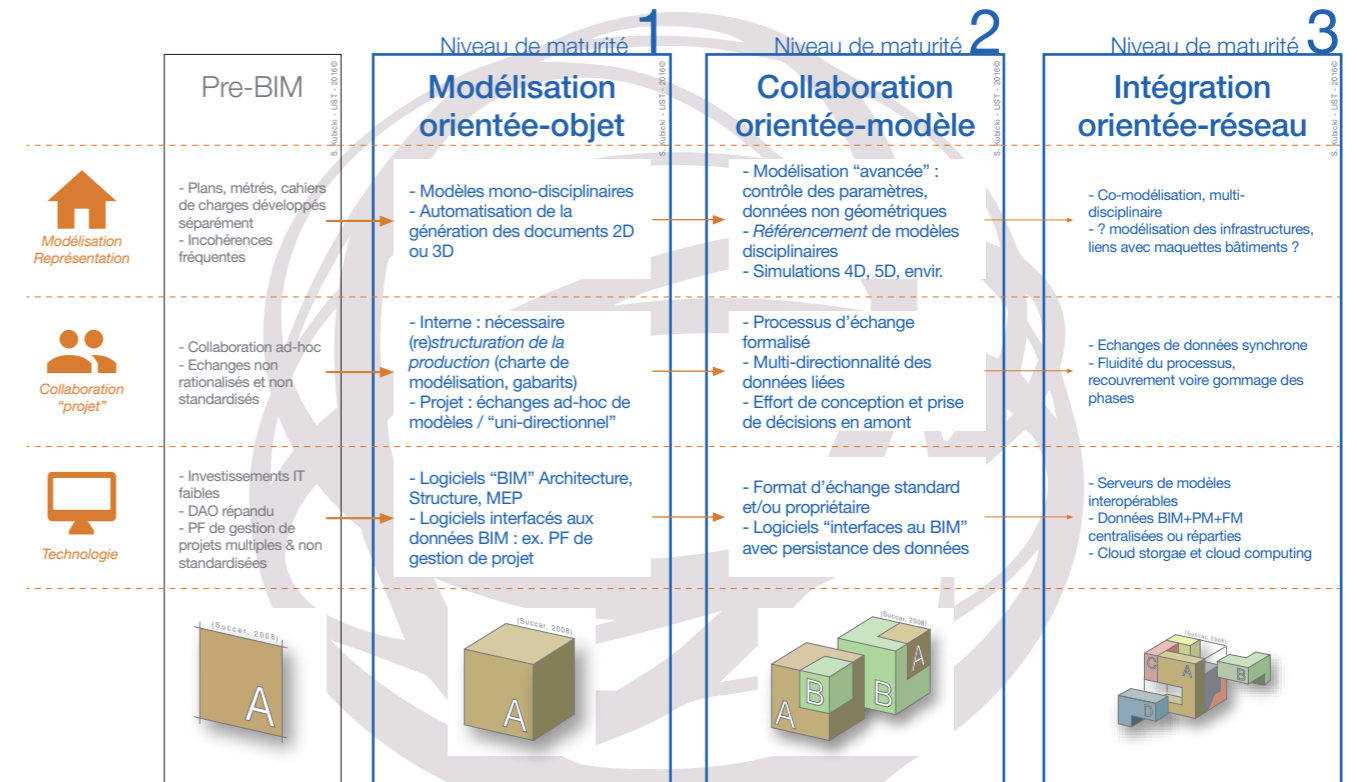 Niveau de maturité 1
Niveau de maturité 2
Niveau de maturité 3
Pre-BIM
S. Kubicki - LIST - 2016©
Modélisation
orientée-objet
S. Kubicki - LIST - 2016©
Collaboration
orientée-modèle
S. Kubicki - LIST - 2016©
Intégration
orientée-réseau
S. Kubicki - LIST - 2016©
Modélisation
Représentation
- Plans, métrés, cahiers
de charges développés
séparément
- Incohérences
fréquentes
- Modèles mono-disciplinaires
- Automatisation de la
génération des documents 2D
ou 3D
- Modélisation “avancée” :
contrôle des paramètres,
données non géométriques
- Référencement de modèles
disciplinaires
- Simulations 4D, 5D, envir.
- Co-modélisation, multi-
disciplinaire
- ? modélisation des infrastructures,
liens avec maquettes bâtiments ?
Collaboration
“projet”
- Collaboration ad-hoc
- Echanges non
rationalisés et non
standardisés
- Interne : nécessaire
(re)structuration de la
production (charte de
modélisation, gabarits)
- Projet : échanges ad-hoc de
modèles / “uni-directionnel”
- Processus d’échange
formalisé
- Multi-directionnalité des
données liées
- Effort de conception et prise
de décisions en amont
- Echanges de données synchrone
- Fluidité du processus,
recouvrement voire gommage des
phases
Technologie
- Investissements IT
faibles
- DAO répandu
- PF de gestion de
projets multiples & non
standardisées
- Logiciels “BIM” Architecture,
Structure, MEP
- Logiciels interfacés aux
données BIM : ex. PF de
gestion de projet
- Format d’échange standard
et/ou propriétaire
- Logiciels “interfaces au BIM”
avec persistance des données
- Serveurs de modèles
interopérables
- Données BIM+PM+FM
centralisées ou réparties
- Cloud storgae et cloud computing
(Succar, 2008)
A
(Succar, 2008)
A
(Succar, 2008)
A
B
B
A
(Succar, 2008)
C
A
B
D